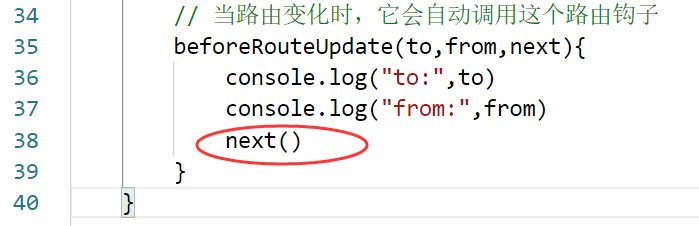 34 // 当路由变化时，它会自动调用这个路由钩子
35 beforeRouteUpdate(to,from,next){
36 console.log("to:",to)
37 console.log("from:",from)
38 next()
39 }
40 }